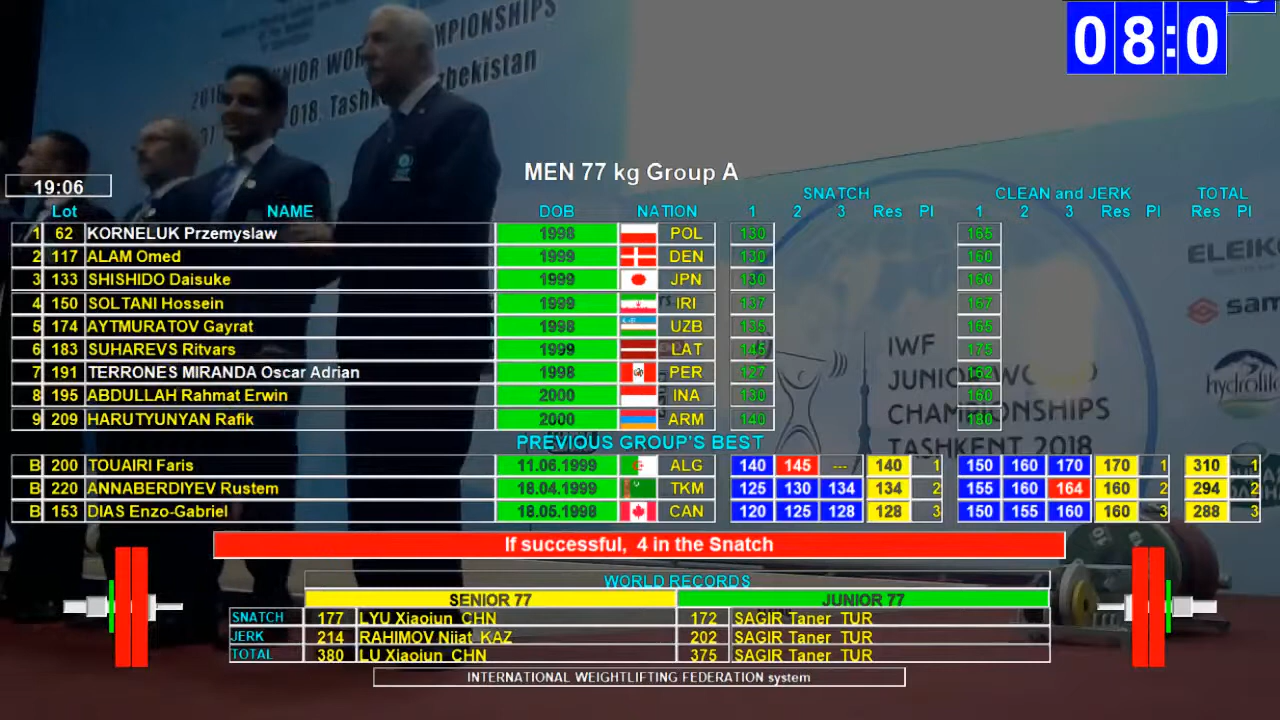 08:0
2018 JUNIOR WOR MPIONSHIPS
2018. Tashk zbekistan
MEN 77 kg Group A
19:06
SNATCH CLEAN and JERK TOTAL
Lot NAME DOB NATION 1 2 3 Res Pl 1 2 3 Res Pl Res Pl
1 62 KORNELUK Przemyslaw 1998 POL 130 165
2 117 ALAM Omed 1999 DEN 130 160
3 133 SHISHIDO Daisuke 1999 JPN 130 160
4 150 SOLTANI Hossein 1999 IRI 137 167
5 174 AYTMURATOV Gayrat 1998 UZB 135 165
6 183 SUHAREVS Ritvars 1999 LAT 145 175
7 191 TERRONES MIRANDA Oscar Adrian 1998 PER 127 162
8 195 ABDULLAH Rahmat Erwin 2000 INA 130 160
9 209 HARUTYUNYAN Rafik 2000 ARM 140 180
ELEIKO
sam
hydrolife
IWF
JUNIOR WO D
CHAMPIONSHIPS
TASHKENT 2018
PREVIOUS GROUP'S BEST
B 200 TOUAIRI Faris 11.06.1999 ALG 140 145 --- 140 1 150 160 170 170 1 310 1
B 220 ANNABERDIYEV Rustem 18.04.1999 TKM 125 130 134 134 2 155 160 164 160 2 294 2
B 153 DIAS Enzo-Gabriel 18.05.1998 CAN 120 125 128 128 3 150 155 160 160 3 288 3
If successful, 4 in the Snatch
WORLD RECORDS
SENIOR 77 JUNIOR 77
SNATCH 177 LYU Xiaojun CHN 172 SAGIR Taner TUR
JERK 214 RAHIMOV Nijat KAZ 202 SAGIR Taner TUR
TOTAL 380 LU Xiaojun CHN 375 SAGIR Taner TUR
INTERNATIONAL WEIGHTLIFTING FEDERATION system